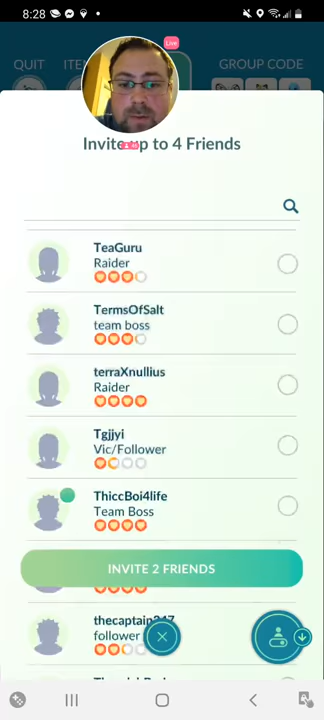 8:28
QUIT
GROUP CODE
Live
Invite up to 4 Friends
TeaGuru
Raider
TermsOfSalt
team boss
terraXnullius
Raider
Tgjjyi
Vic/Follower
ThiccBoi4life
Team Boss
INVITE 2 FRIENDS
follower